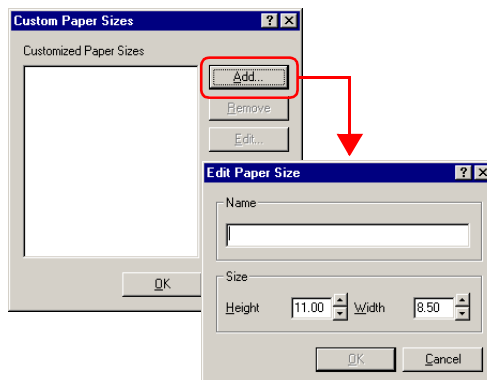 Custom Paper Sizes
Customized Paper Sizes
Add...
Remove
Edit...
OK
Edit Paper Size
Name
Size
Height 11.00 Width 8.50
OK Cancel